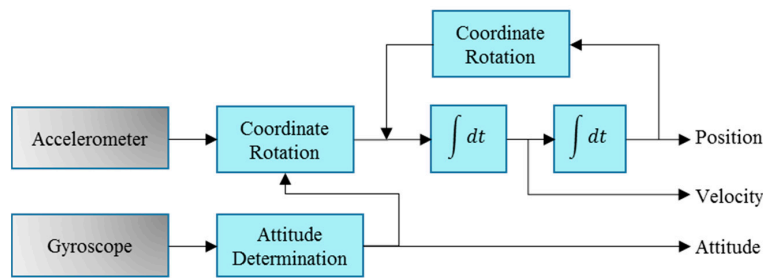 Coordinate
Rotation
Accelerometer
Coordinate
Rotation
∫ dt
∫ dt
Position
Velocity
Gyroscope
Attitude
Determination
Attitude